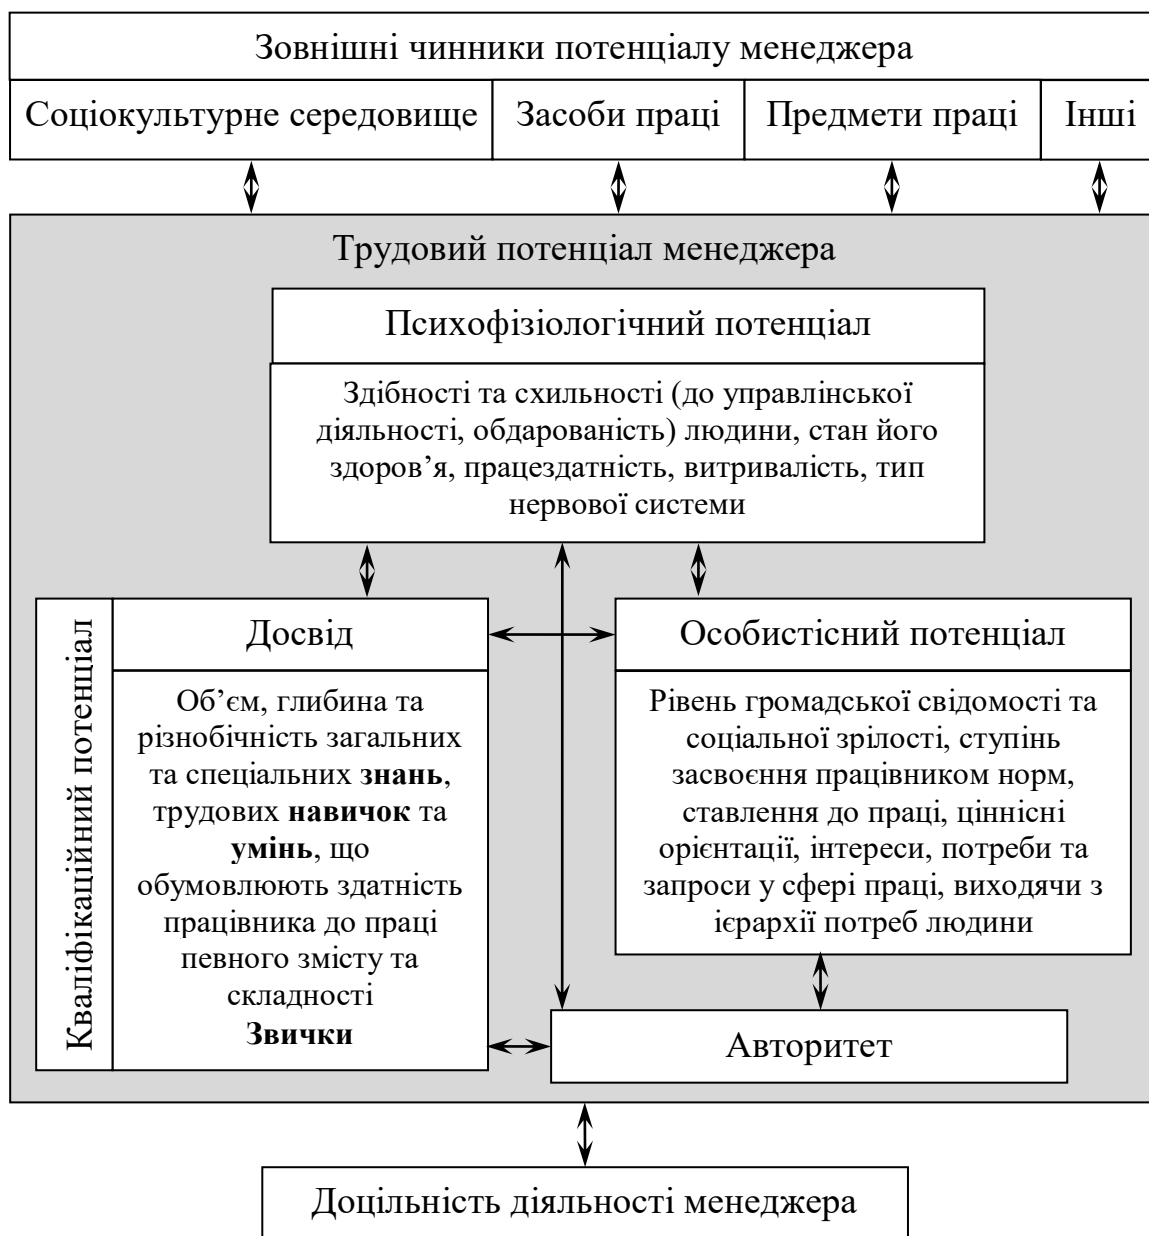 Зовнішні чинники потенціалу менеджера
Соціокультурне середовище
Засоби праці
Предмети праці
Інші
Трудовий потенціал менеджера
Психофізіологічний потенціал
Здібності та схильності (до управлінської
діяльності, обдарованість) людини, стан його
здоров’я, працездатність, витривалість, тип
нервової системи
Кваліфікаційний потенціал
Досвід
Об’єм, глибина та
різнобічність загальних
та спеціальних знань,
трудових навичок та
умінь, що
обумовлюють здатність
працівника до праці
певного змісту та
складності
Звички
Особистісний потенціал
Рівень громадської свідомості та
соціальної зрілості, ступінь
засвоєння працівником норм,
ставлення до праці, ціннісні
орієнтації, інтереси, потреби та
запроси у сфері праці, виходячи з
ієрархії потреб людини
Авторитет
Доцільність діяльності менеджера